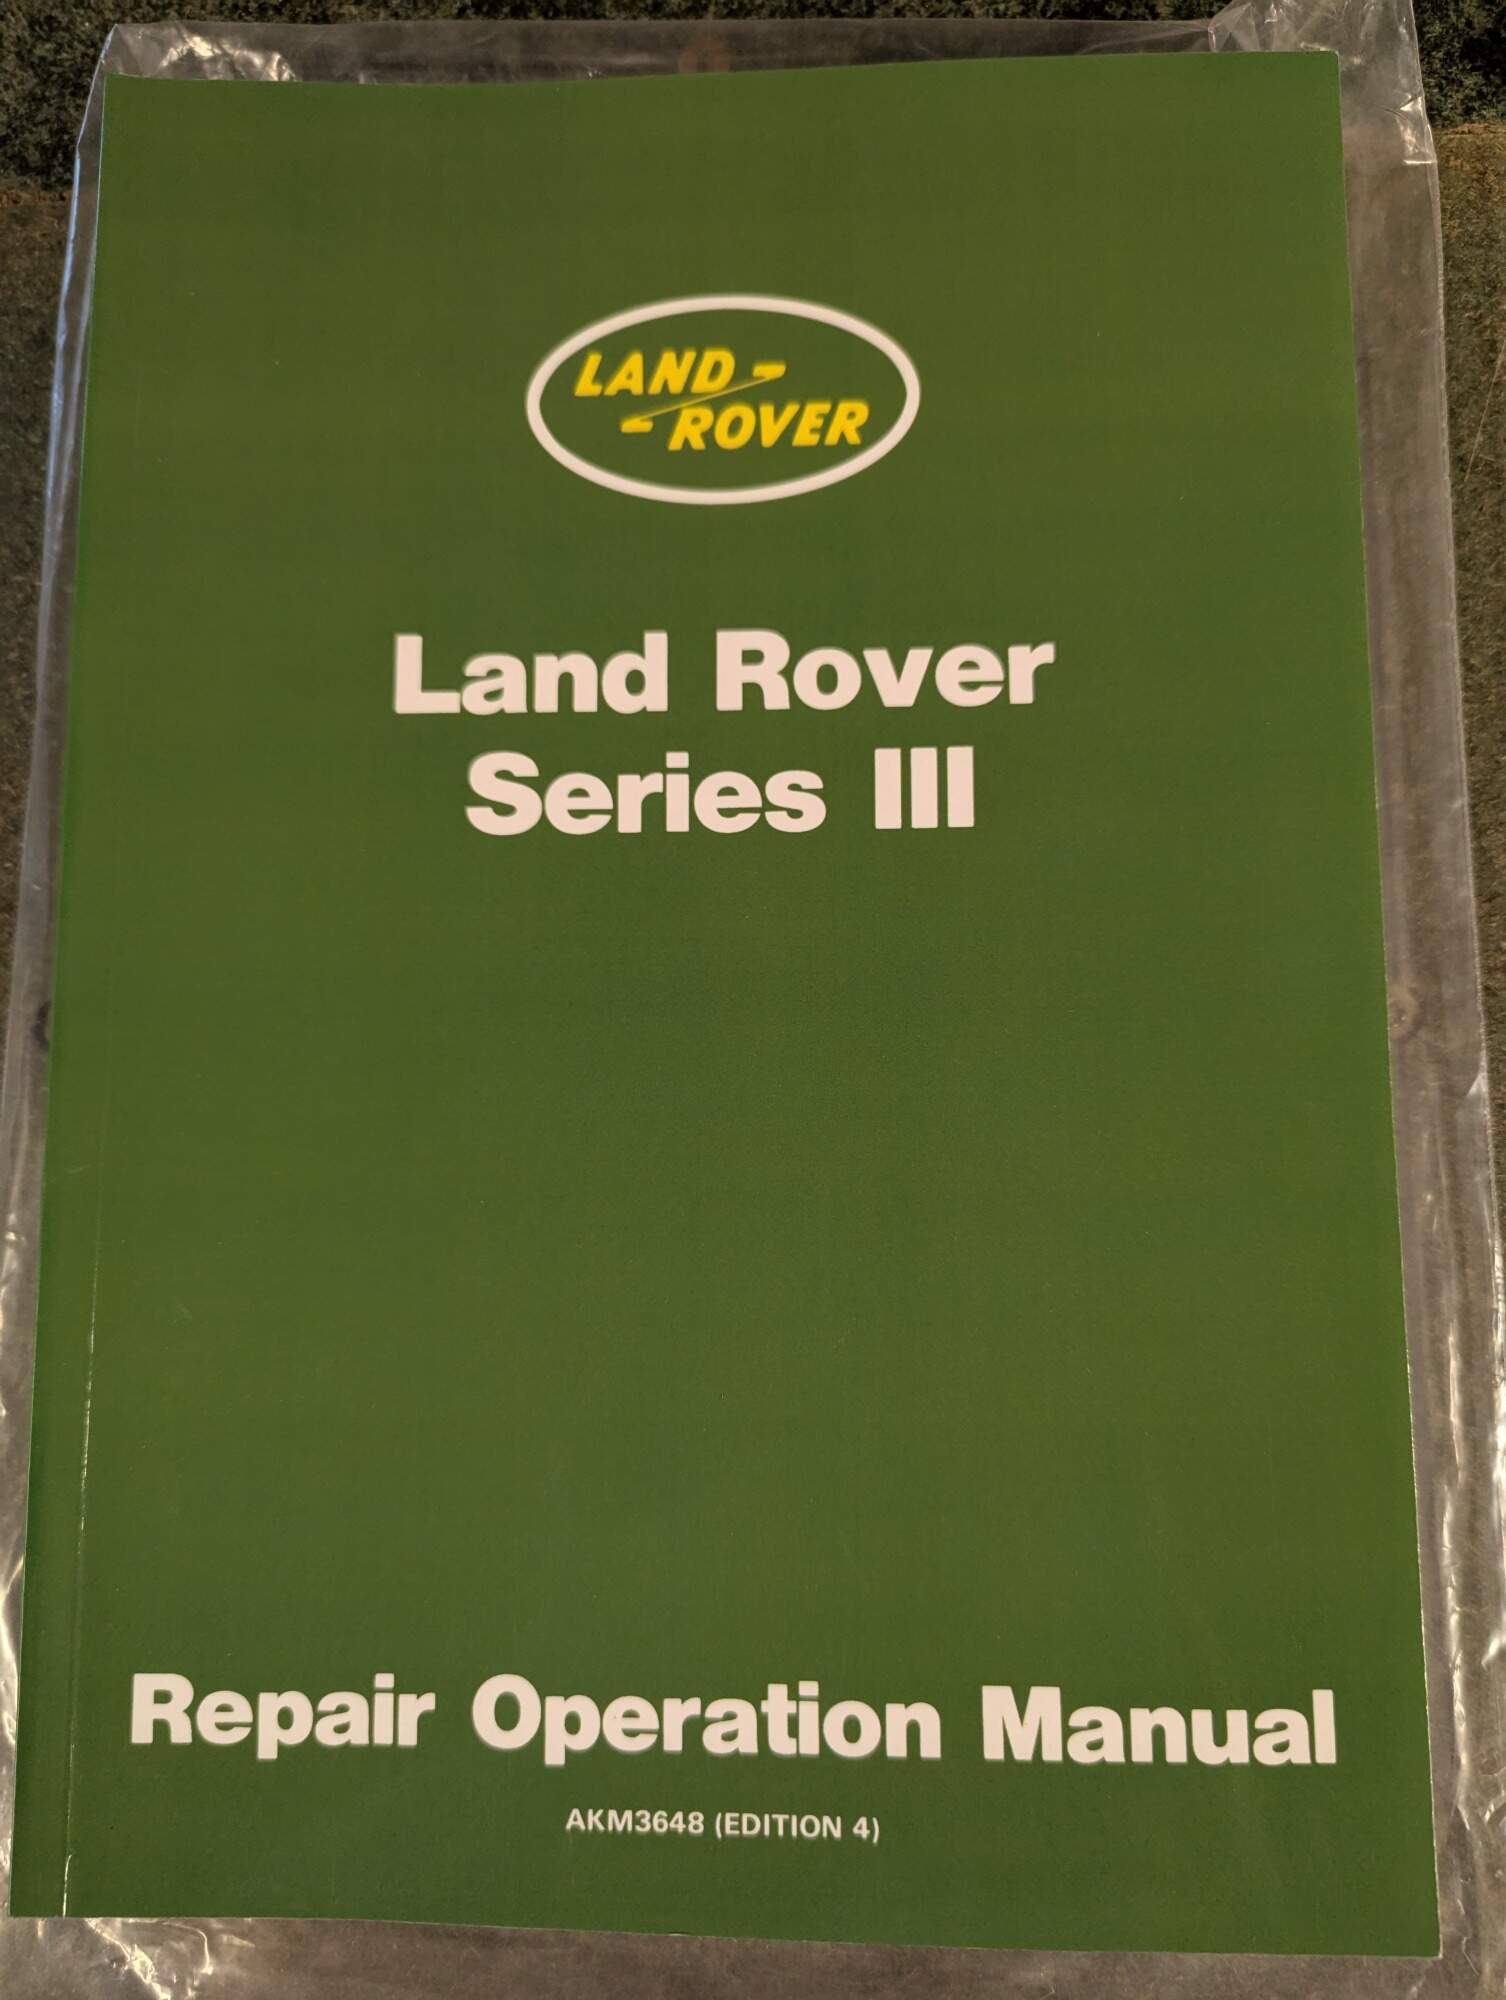 LAND
ROVER
Land Rover
Series III
Repair Operation Manual
AKM3648 (EDITION 4)